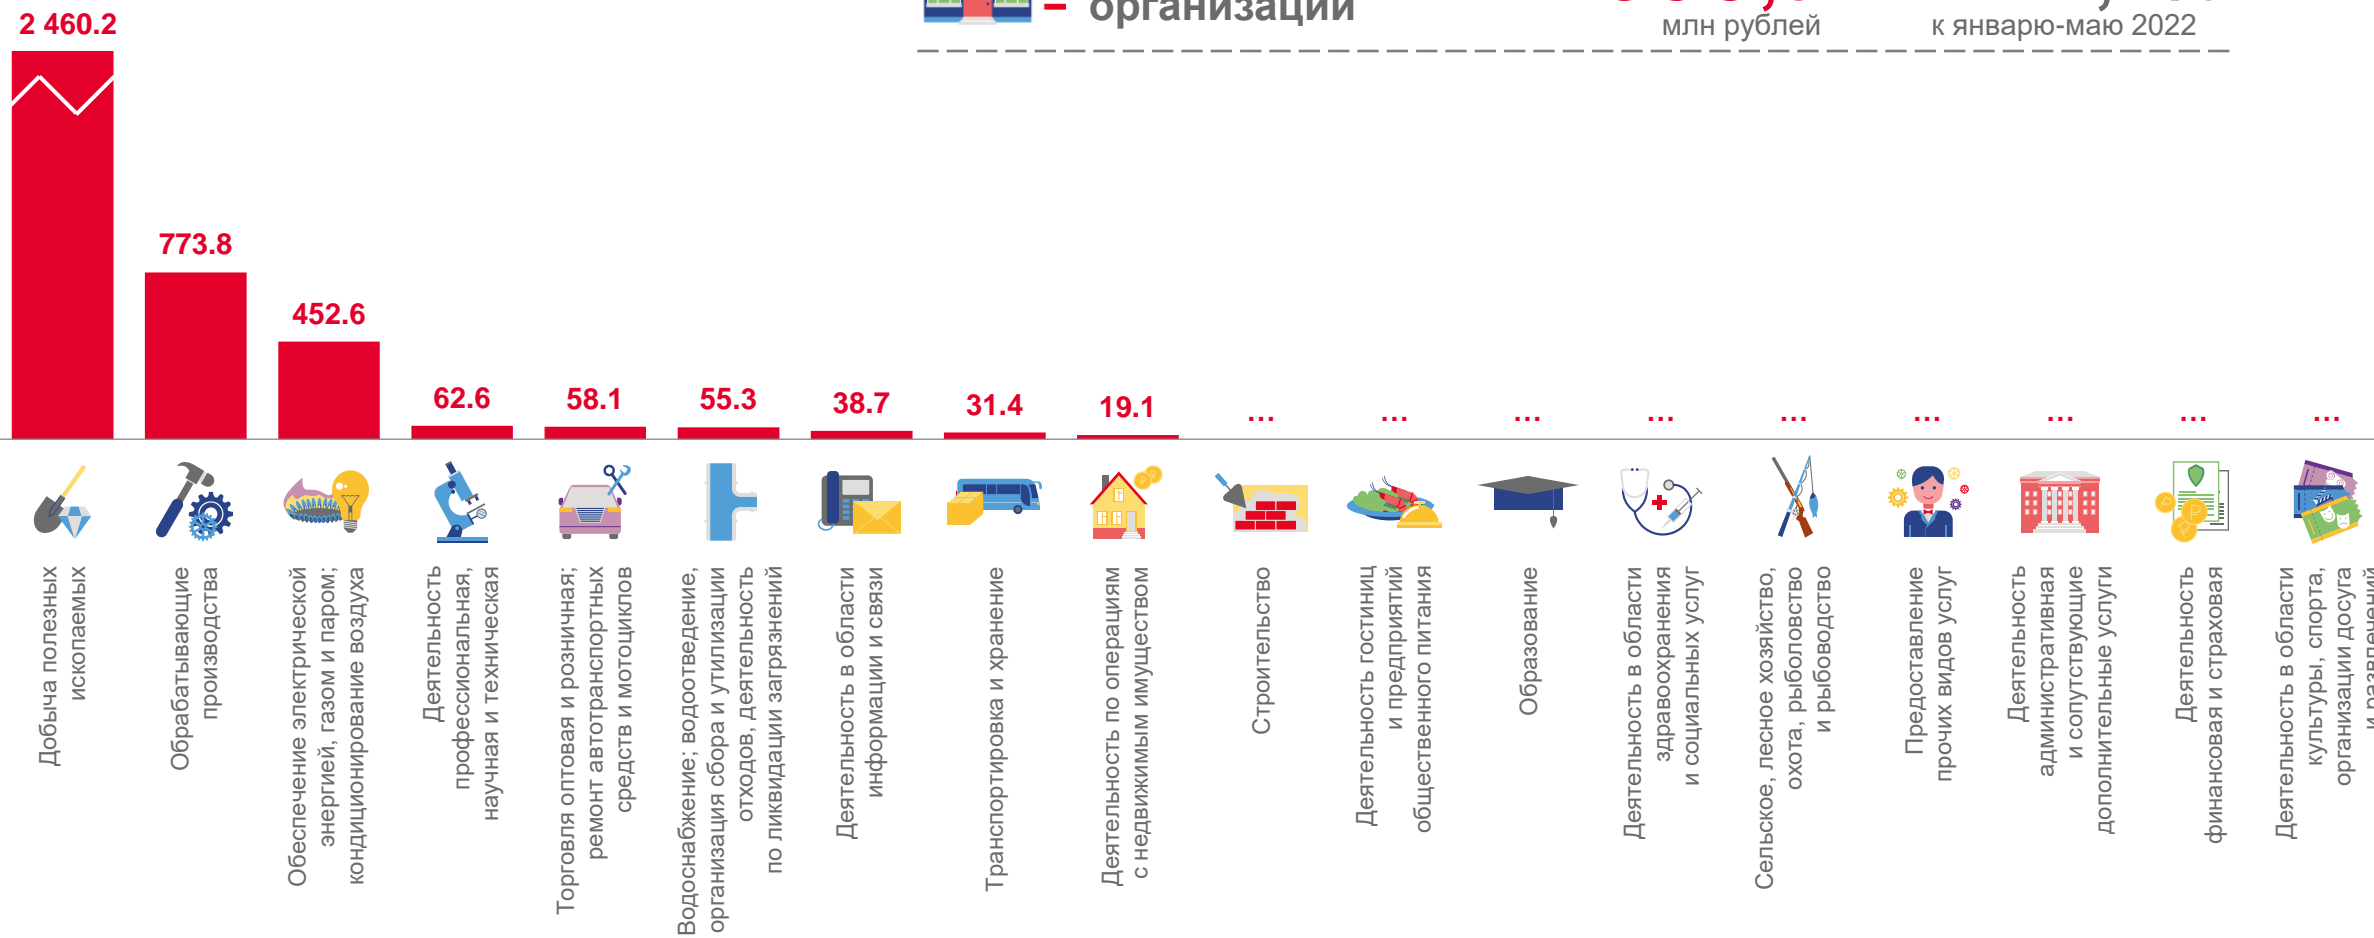 организации
млн рублей
к январю-маю 2022
2 460.2
773.8
452.6
62.6
58.1
55.3
38.7
31.4
19.1
...
...
...
...
...
...
...
...
...
Добыча полезных
ископаемых
Обрабатывающие
производства
Обеспечение электрической
энергией, газом и паром;
кондиционирование воздуха
Деятельность
профессиональная,
научная и техническая
Торговля оптовая и розничная;
ремонт автотранспортных
средств и мотоциклов
Водоснабжение; водоотведение,
организация сбора и утилизации
отходов, деятельность
по ликвидации загрязнений
Деятельность в области
информации и связи
Транспортировка и хранение
Деятельность по операциям
с недвижимым имуществом
Строительство
Деятельность гостиниц
и предприятий
общественного питания
Образование
Деятельность в области
здравоохранения
и социальных услуг
Сельское, лесное хозяйство,
охота, рыболовство
и рыбоводство
Предоставление
прочих видов услуг
Деятельность
административная
и сопутствующие
дополнительные услуги
Деятельность
финансовая и страховая
Деятельность в области
культуры, спорта,
организации досуга
и развлечений